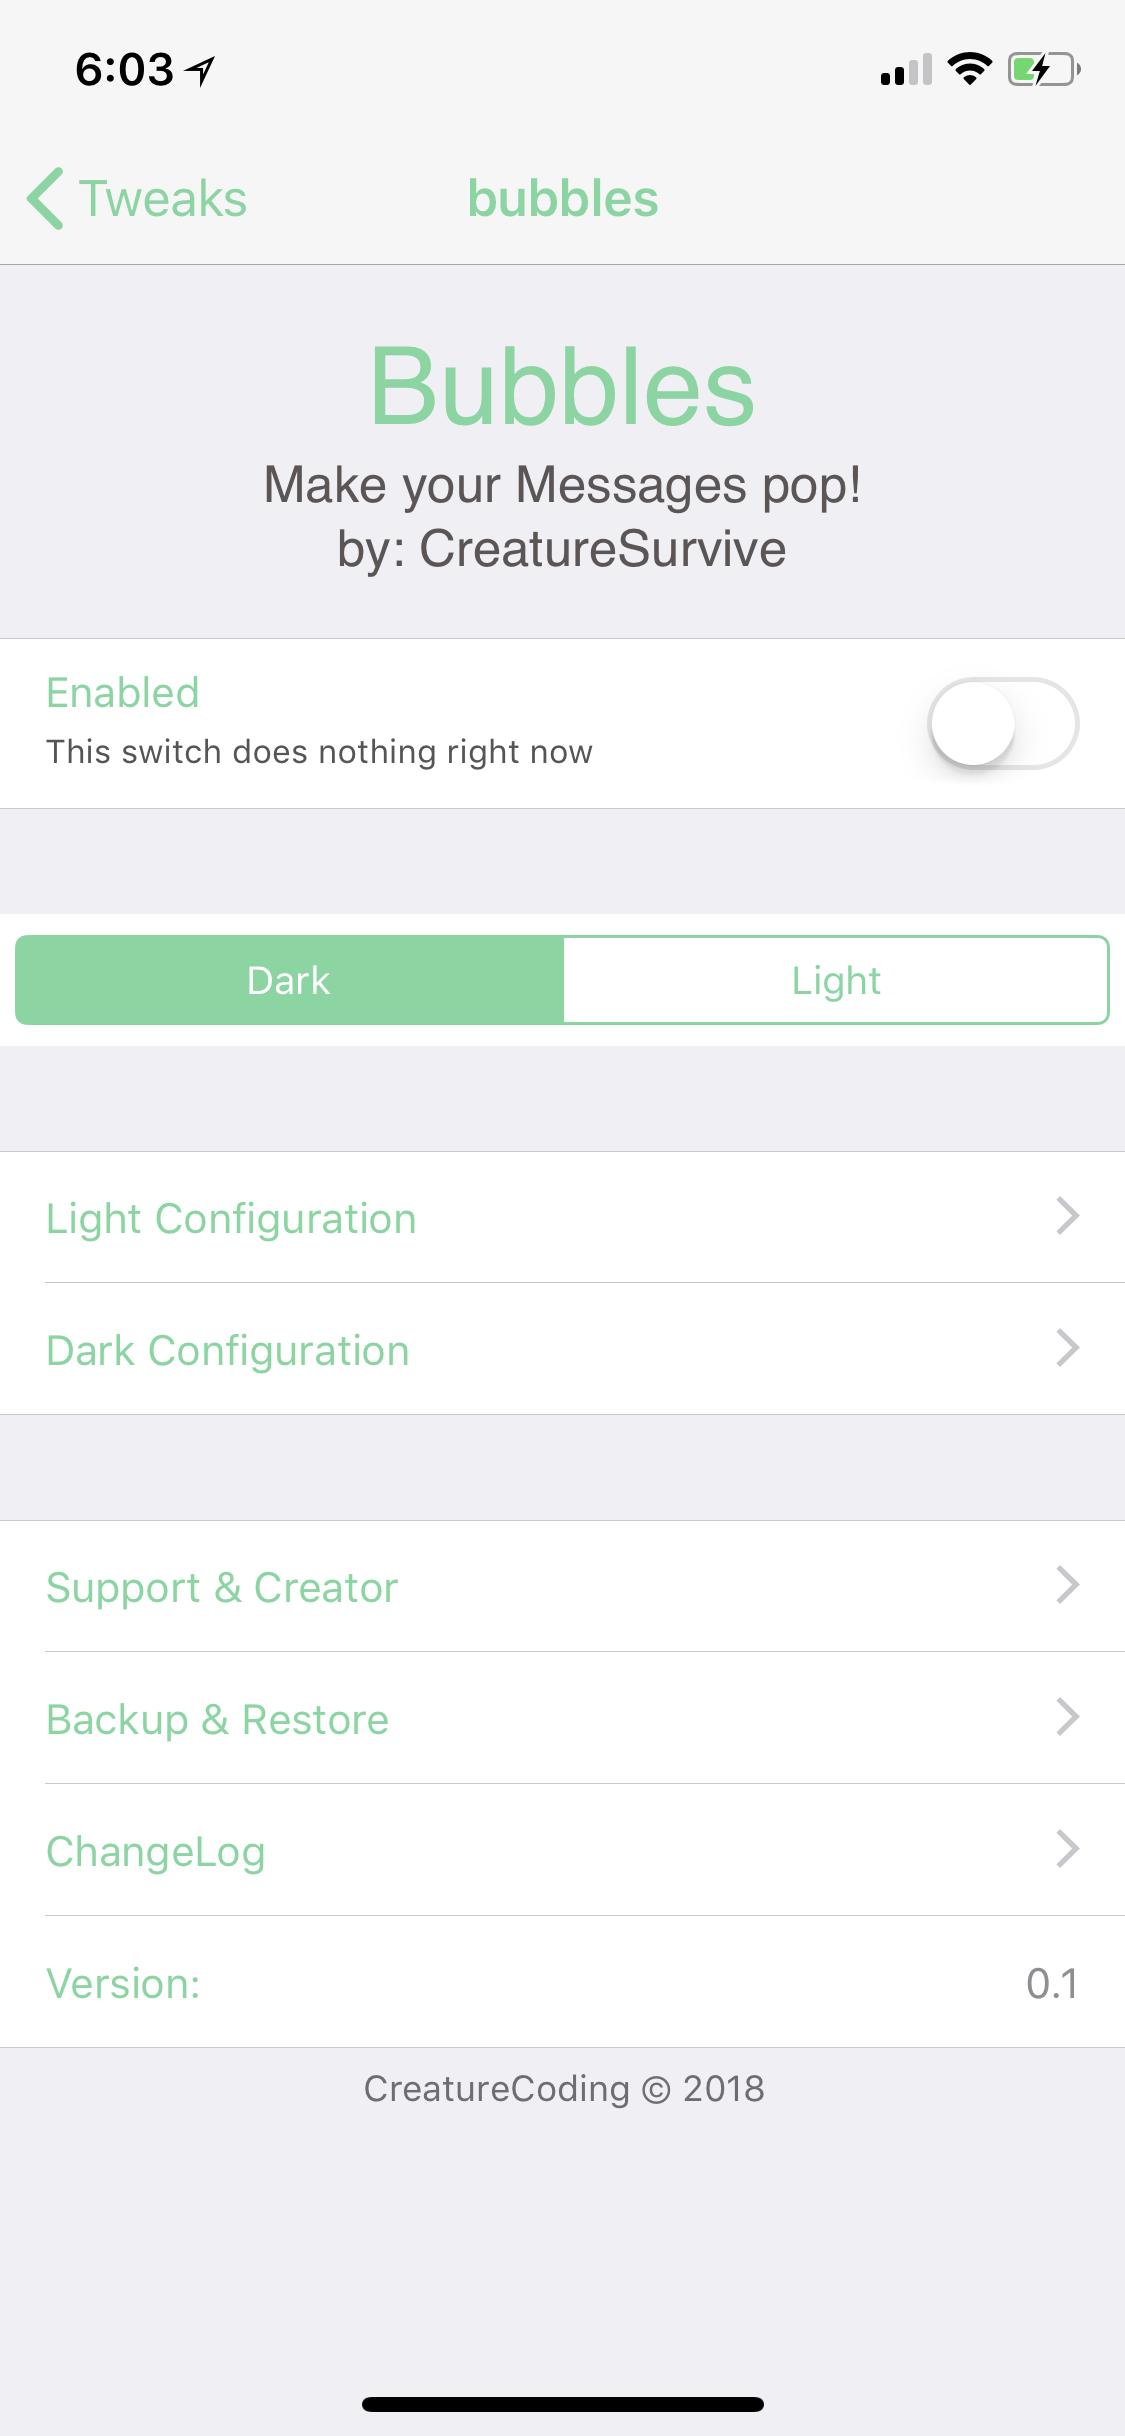 6:03
Tweaks
bubbles
Bubbles
Make your Messages pop!
by: CreatureSurvive
Enabled
This switch does nothing right now
Dark
Light
Light Configuration
Dark Configuration
Support & Creator
Backup & Restore
ChangeLog
Version: 0.1
CreatureCoding © 2018